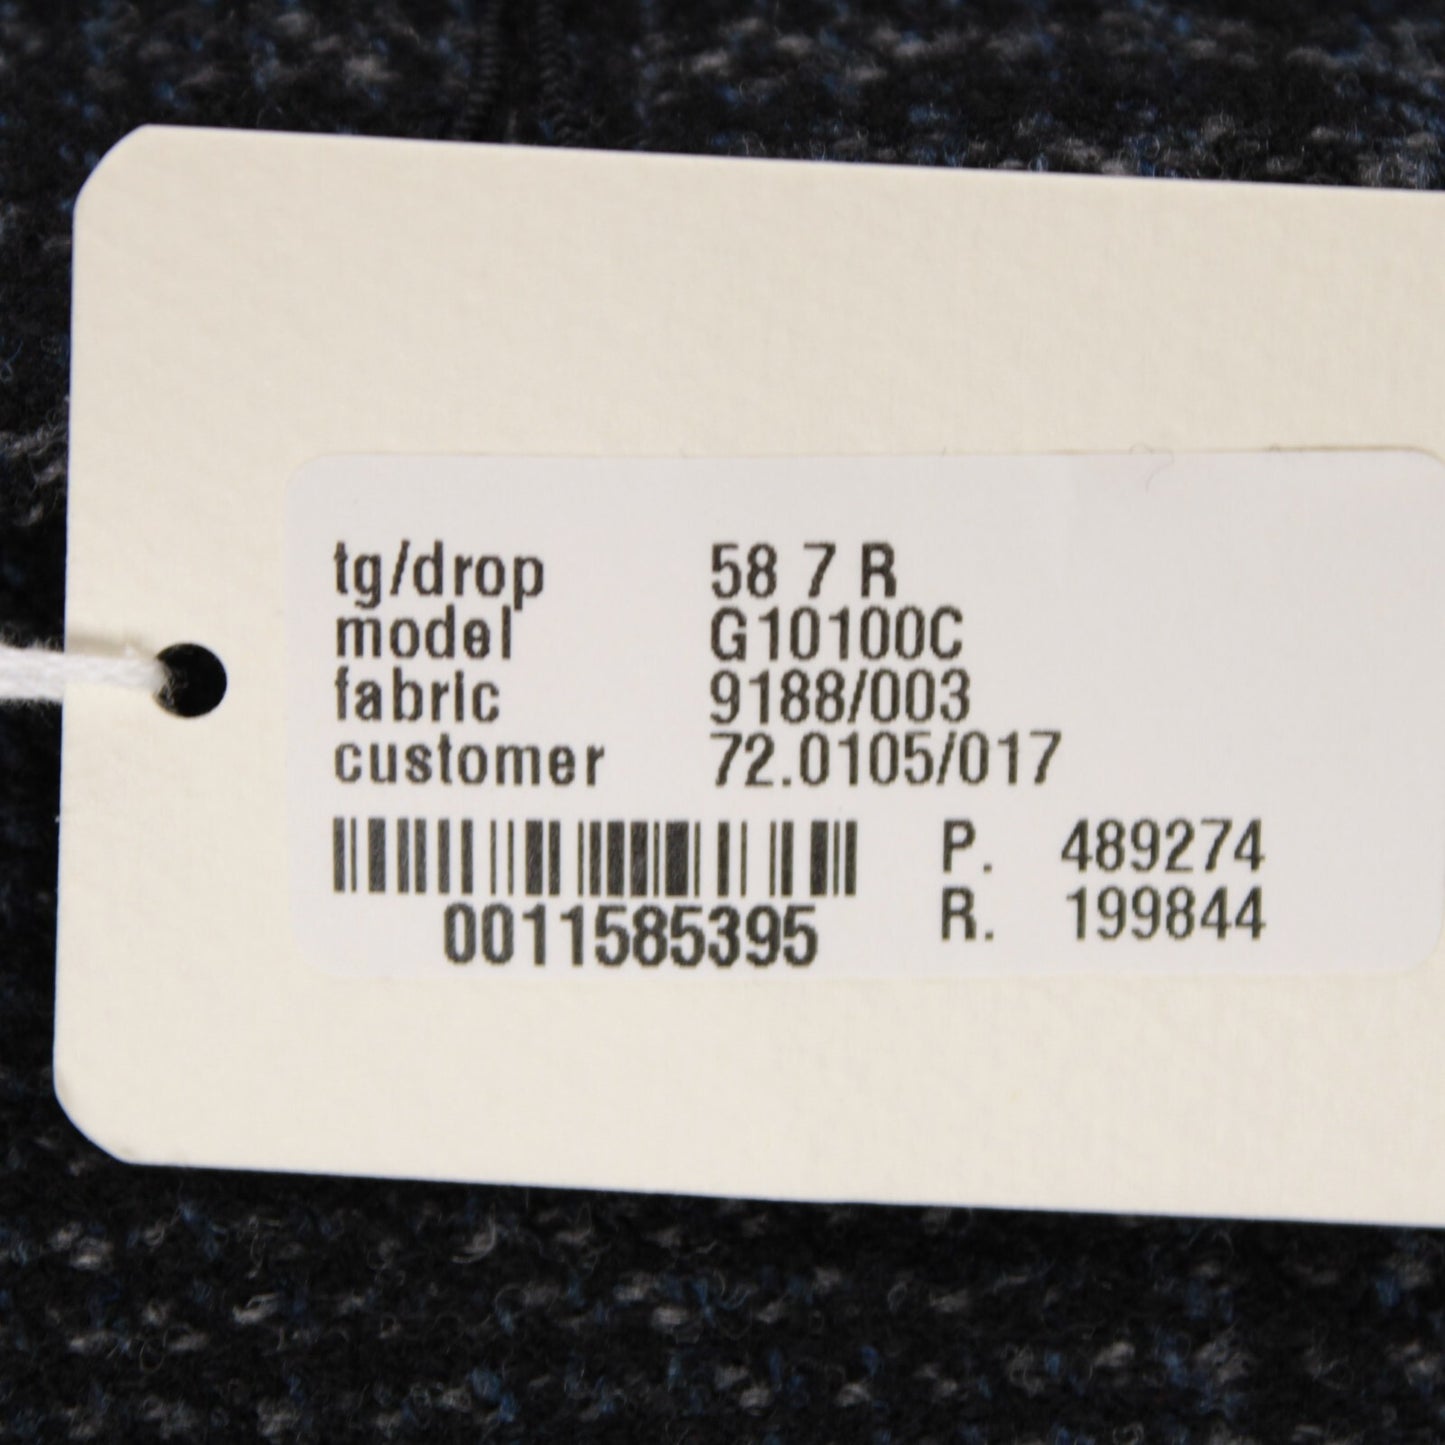 tg/drop 58 7 R
model G10100C
fabric 9188/003
customer 72.0105/017
P. 489274
R. 199844
0011585395